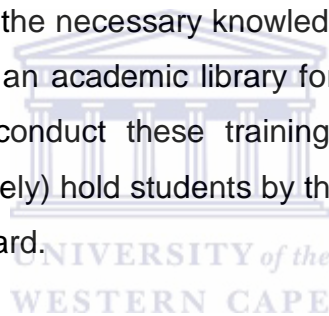 the necessary knowled
an academic library for
conduct these training
ely) hold students by th
ard.
UNIVERSITY of the
WESTERN CAPE